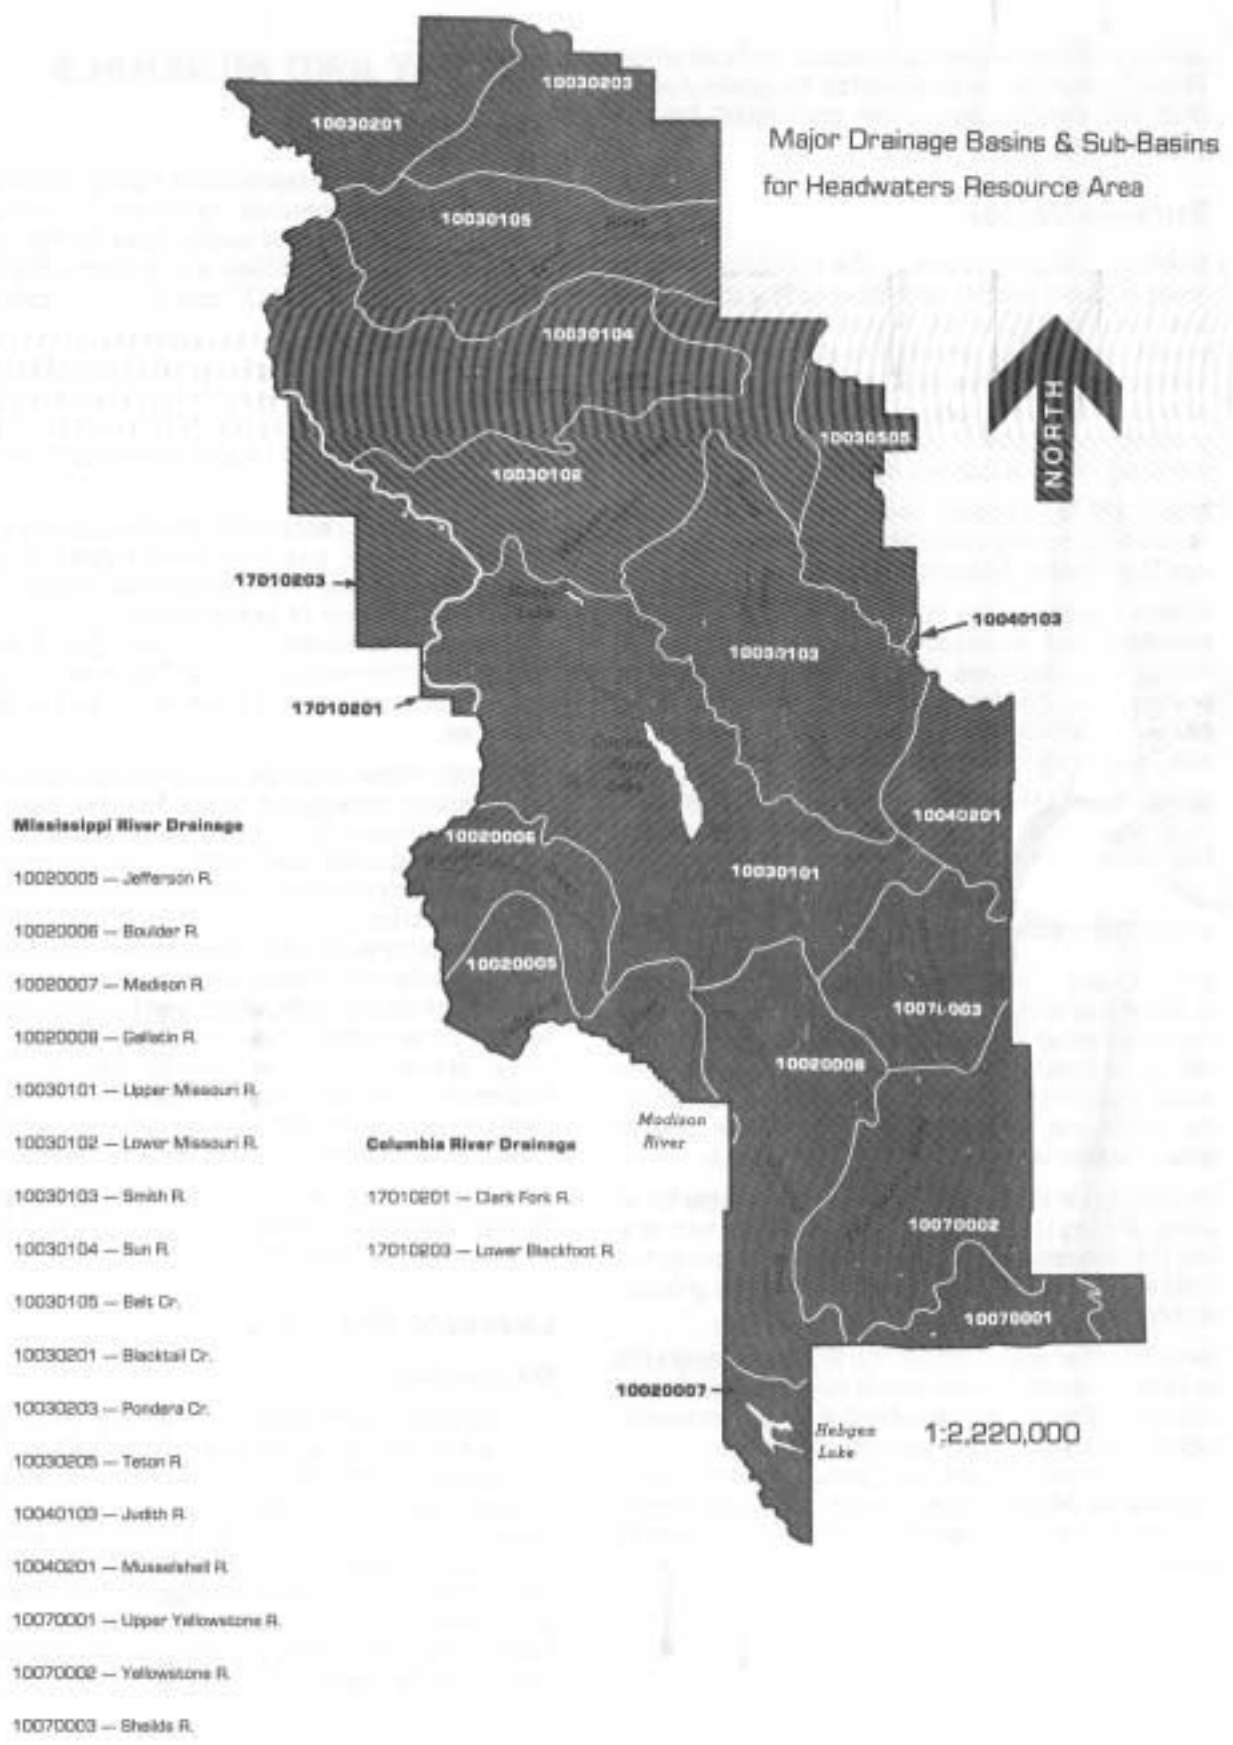 Major Drainage Basins & Sub-Basins
for Headwaters Resource Area
NORTH
10030203
10030201
10030105
10030104
10030505
10030102
17010203
10040103
10030103
17010201
10040201
10020006
10030101
10020005
10070003
10020008
Madison
River
10070002
10070001
10020007
Hebgen
Lake
1:2,220,000
Mississippi River Drainage
10020005 — Jefferson R.
10020006 — Boulder R.
10020007 — Madison R.
10020008 — Gallatin R.
10030101 — Upper Missouri R.
10030102 — Lower Missouri R.
10030103 — Smith R.
10030104 — Sun R.
10030105 — Belt Cr.
10030201 — Blacktail Cr.
10030203 — Pondera Cr.
10030205 — Teton R.
10040103 — Judith R.
10040201 — Musselshell R.
10070001 — Upper Yellowstone R.
10070002 — Yellowstone R.
10070003 — Sheilds R.
Columbia River Drainage
17010201 — Clark Fork R.
17010203 — Lower Blackfoot R.